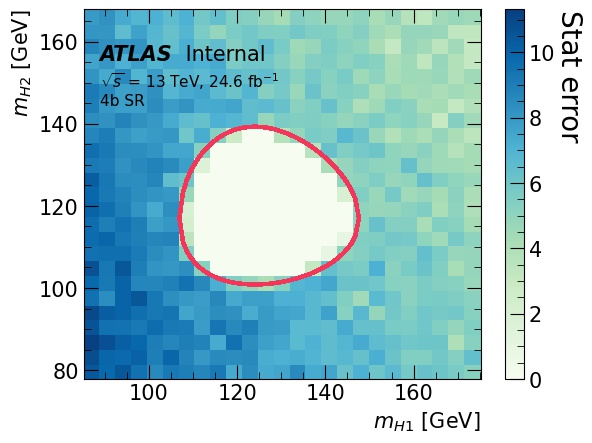 ATLAS Internal
√s = 13 TeV, 24.6 fb⁻¹
4b SR
m_H2 [GeV]
160
140
120
100
80
100
120
140
160
m_H1 [GeV]
10
8
6
4
2
0
Stat error